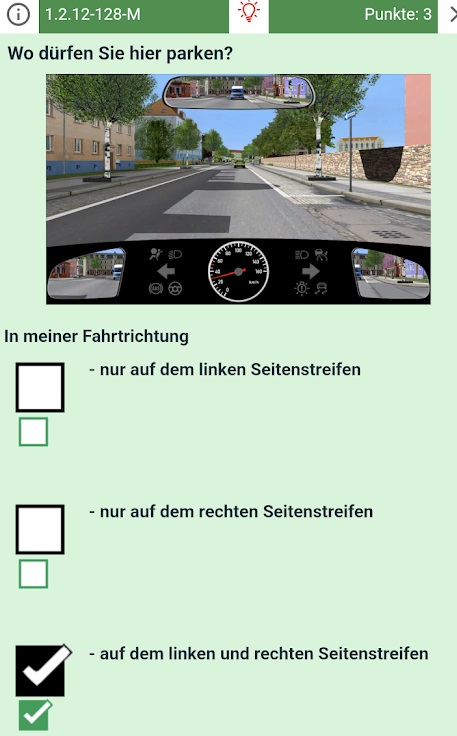 1.2.12-128-M
Punkte: 3
Wo dürfen Sie hier parken?
In meiner Fahrtrichtung
- nur auf dem linken Seitenstreifen
- nur auf dem rechten Seitenstreifen
- auf dem linken und rechten Seitenstreifen